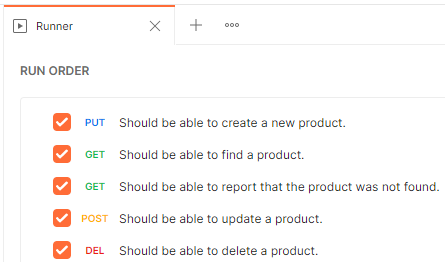 Runner
RUN ORDER
PUT Should be able to create a new product.
GET Should be able to find a product.
GET Should be able to report that the product was not found.
POST Should be able to update a product.
DEL Should be able to delete a product.